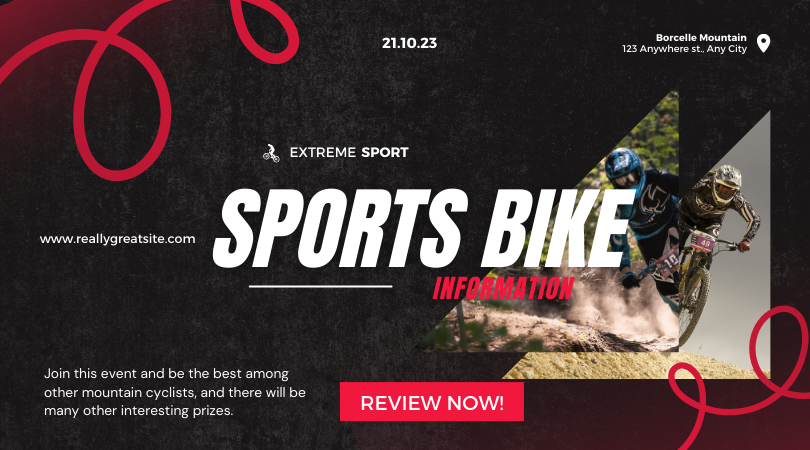 21.10.23
Borcelle Mountain
123 Anywhere st., Any City
EXTREME SPORT
SPORTS BIKE
www.reallygreatsite.com
INFORMATION
49
10
Join this event and be the best among
other mountain cyclists, and there will be
many other interesting prizes.
REVIEW NOW!